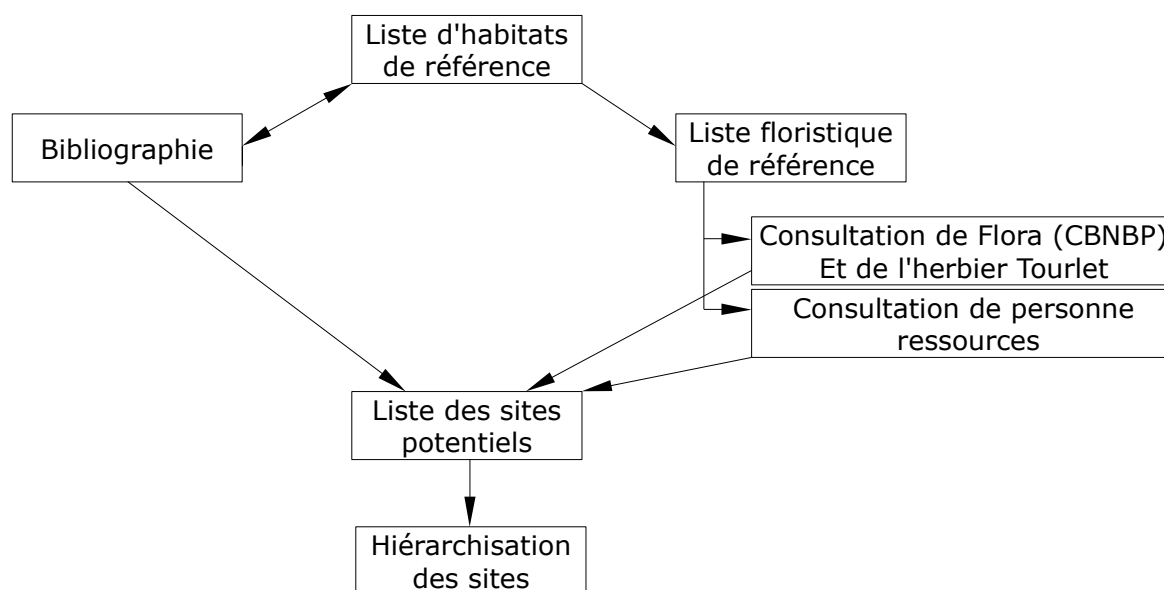 Liste d'habitats
de référence
Bibliographie
Liste floristique
de référence
Consultation de Flora (CBNBP)
Et de l'herbier Tourlet
Consultation de personne
ressources
Liste des sites
potentiels
Hiérarchisation
des sites